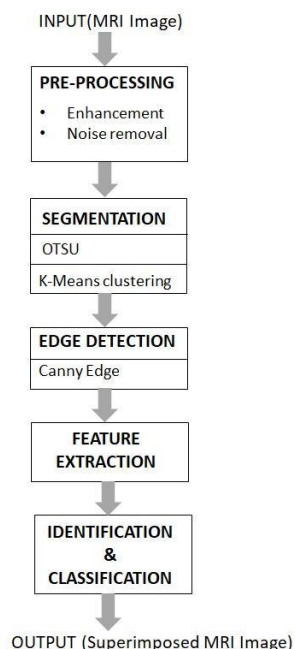 INPUT(MRI Image)
PRE-PROCESSING
• Enhancement
• Noise removal
SEGMENTATION
OTSU
K-Means clustering
EDGE DETECTION
Canny Edge
FEATURE
EXTRACTION
IDENTIFICATION
&
CLASSIFICATION
OUTPUT (Superimposed MRI Image)